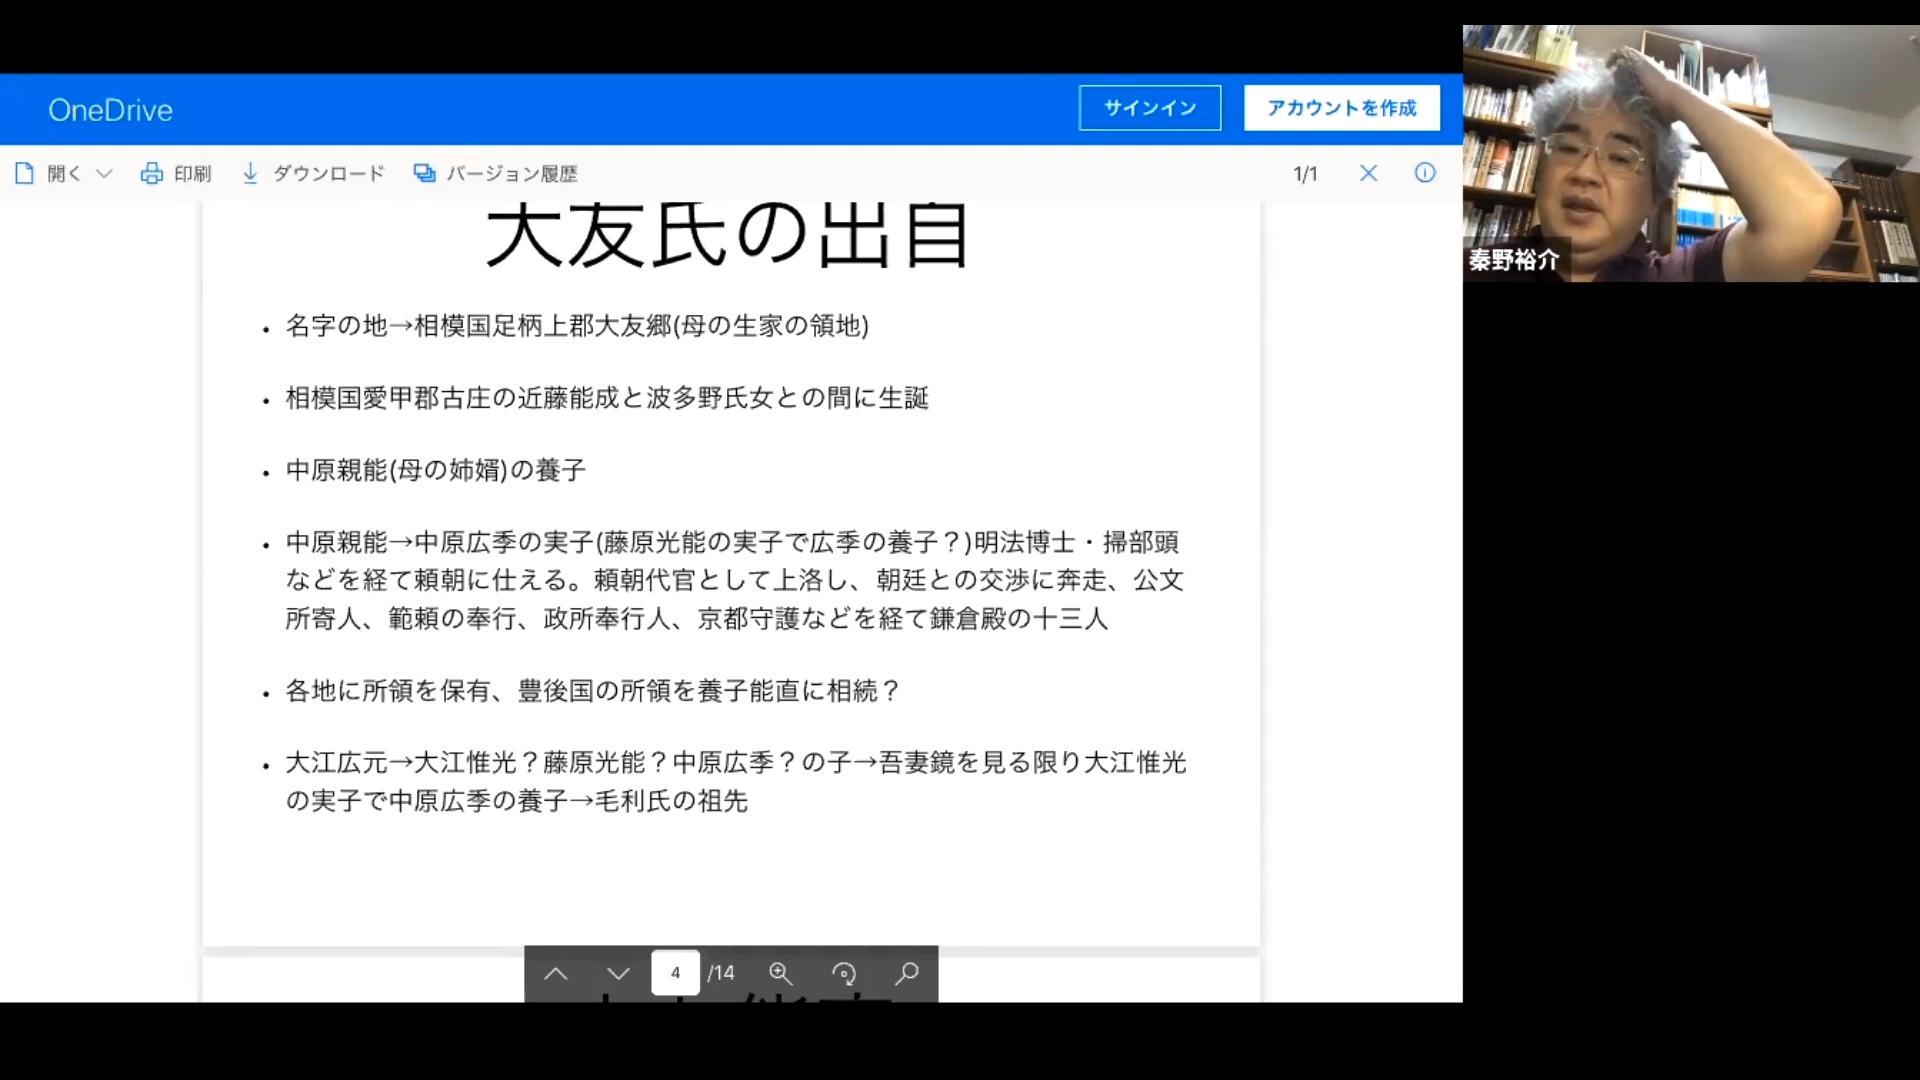 OneDrive
サインイン
アカウントを作成
開く
印刷
ダウンロード
バージョン履歴
1/1
秦野裕介
大友氏の出自
• 名字の地→相模国足柄上郡大友郷(母の生家の領地)
• 相模国愛甲郡古庄の近藤能成と波多野氏女との間に生誕
• 中原親能(母の姉婿)の養子
• 中原親能→中原広季の実子(藤原光能の実子で広季の養子？)明法博士・掃部頭
などを経て頼朝に仕える。頼朝代官として上洛し、朝廷との交渉に奔走、公文
所寄人、範頼の奉行、政所奉行人、京都守護などを経て鎌倉殿の十三人
• 各地に所領を保有、豊後国の所領を養子能直に相続？
• 大江広元→大江惟光？藤原光能？中原広季？の子→吾妻鏡を見る限り大江惟光
の実子で中原広季の養子→毛利氏の祖先
4 /14